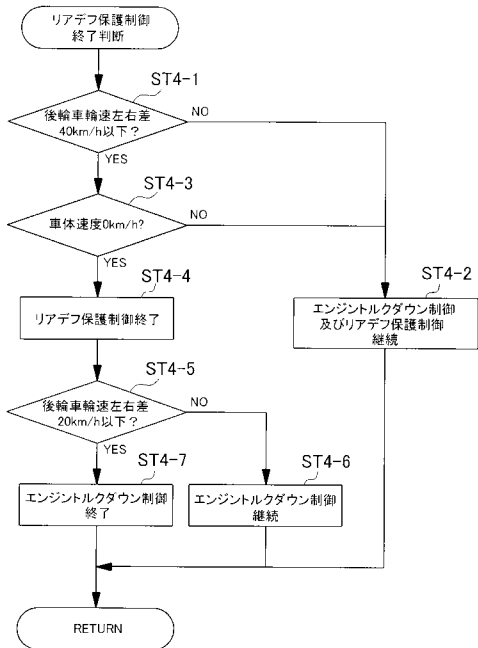 リアデフ保護制御
終了判断
ST4-1
後輪車輪速左右差
40km/h以下？
NO
YES
ST4-3
車体速度0km/h?
NO
YES
ST4-4
リアデフ保護制御終了
ST4-2
エンジントルクダウン制御
及びリアデフ保護制御
継続
ST4-5
後輪車輪速左右差
20km/h以下？
NO
YES
ST4-7
エンジントルクダウン制御
終了
ST4-6
エンジントルクダウン制御
継続
RETURN